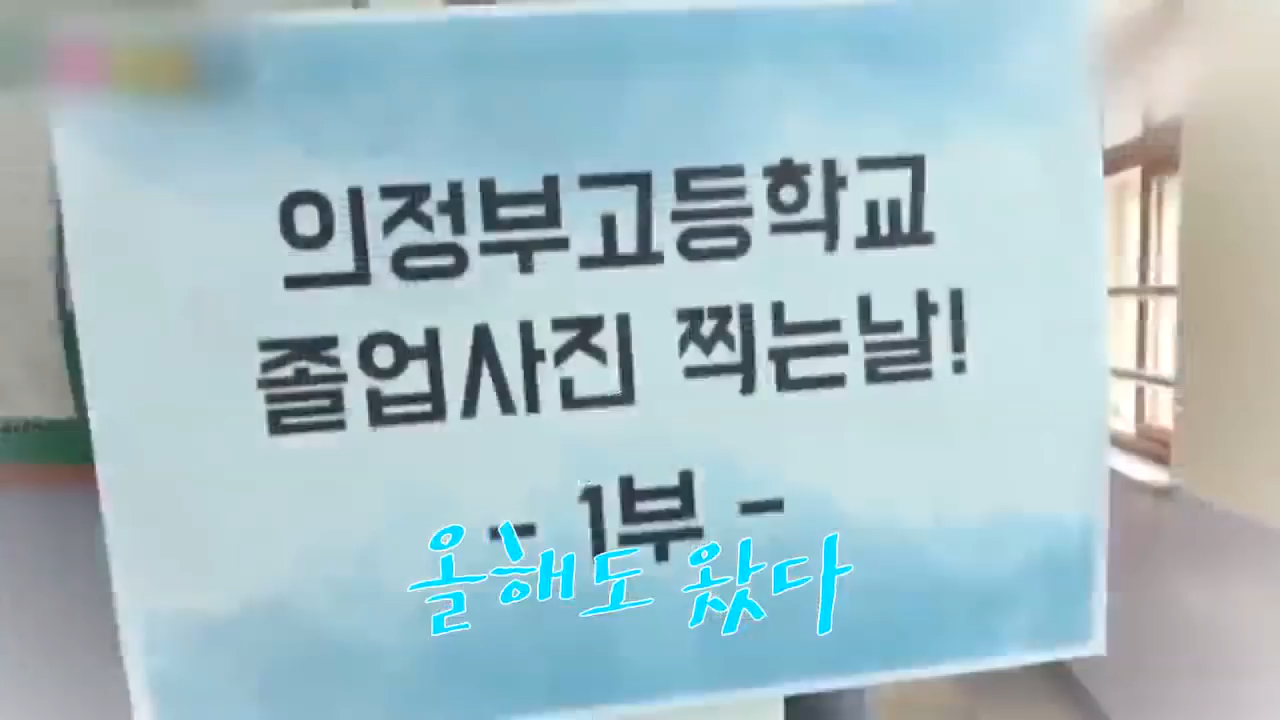 의정부고등학교
졸업사진 찍는날!
- 1부 -
올해도 왔다